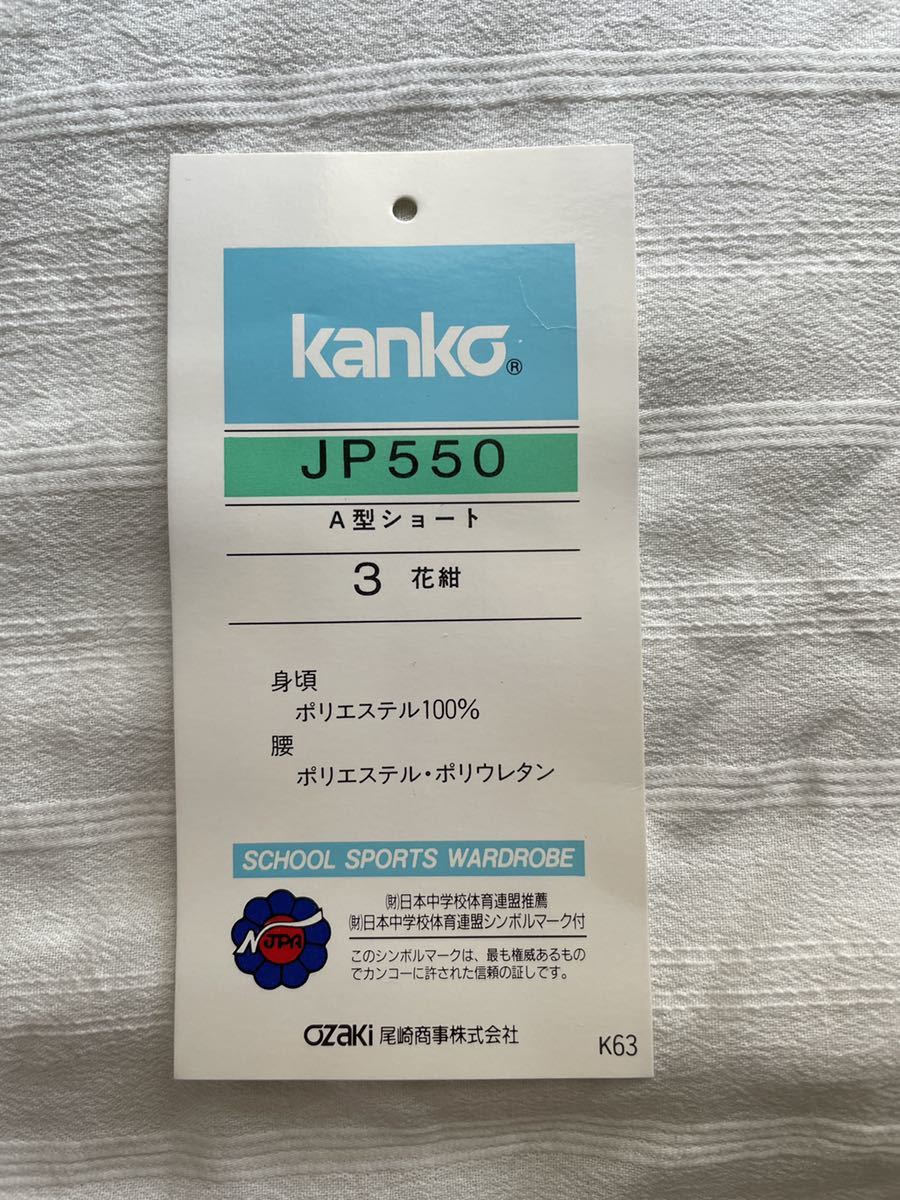 kanko®
JP550
A型ショート
3 花紺
身頃
ポリエステル100%
腰
ポリエステル・ポリウレタン
SCHOOL SPORTS WARDROBE
㈶日本中学校体育連盟推薦
㈶日本中学校体育連盟シンボルマーク付
NJPA
このシンボルマークは、最も権威あるもの
でカンコーに許された信頼の証しです。
OZAKI 尾崎商事株式会社
K63